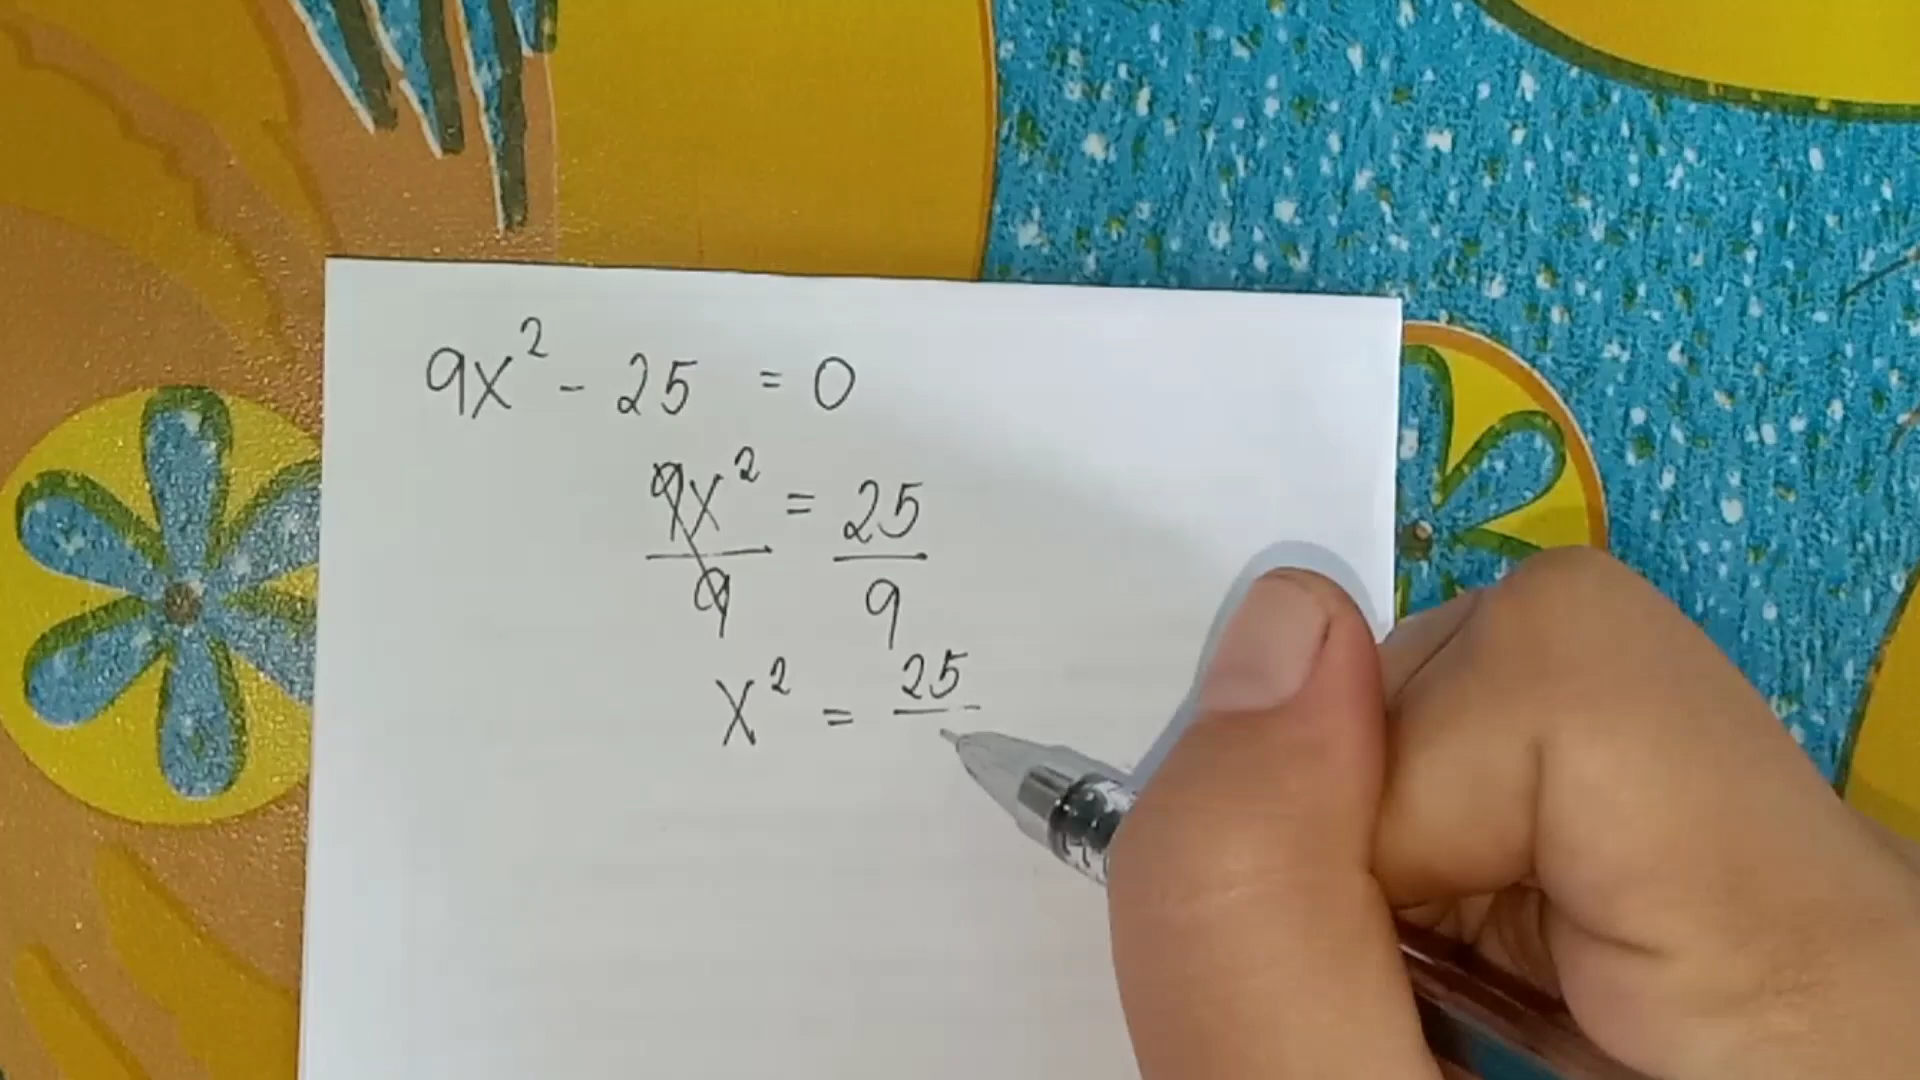 9x² - 25 = 0
9x²/9 = 25/9
x² = 25/